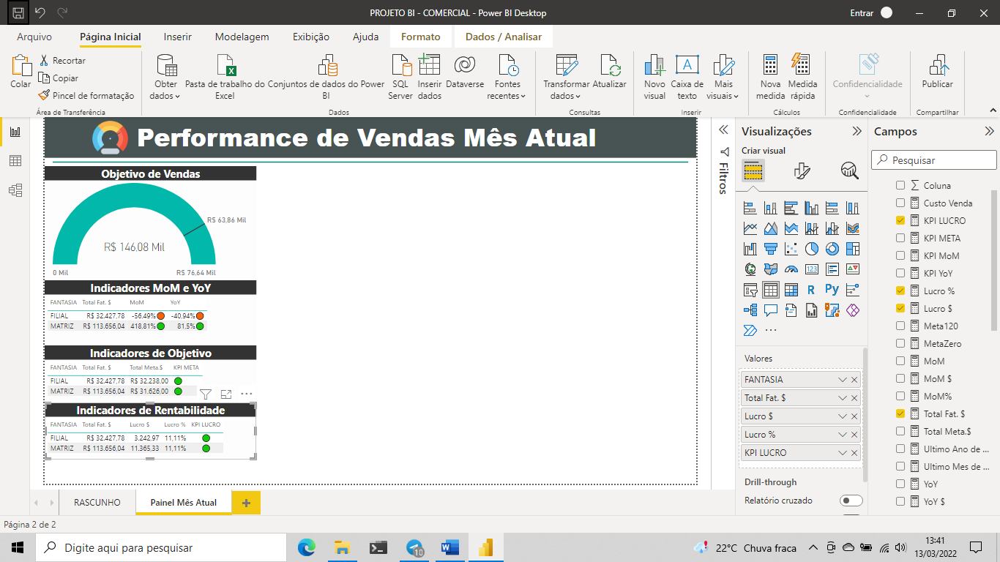 PROJETO BI - COMERCIAL - Power BI Desktop
Entrar
Arquivo
Página Inicial
Inserir
Modelagem
Exibição
Ajuda
Formato
Dados / Analisar
Colar
Recortar
Copiar
Pincel de formatação
Área de Transferência
Obter dados
Pasta de trabalho do Excel
Conjuntos de dados do Power BI
SQL Server
Inserir dados
Dataverse
Fontes recentes
Dados
Transformar dados
Atualizar
Consultas
Novo visual
Caixa de texto
Mais visuais
Inserir
Nova medida
Medida rápida
Cálculos
Confidencialidade
Confidencialidade
Publicar
Compartilhar
Performance de Vendas Mês Atual
Objetivo de Vendas
R$ 63,86 Mil
R$ 146,08 Mil
0 Mil
R$ 76,64 Mil
Indicadores MoM e YoY
FANTASIA Total Fat. $ MoM YoY
FILIAL R$ 32.427,78 -56,49% -40,94%
MATRIZ R$ 113.656,04 418,81% 81,5%
Indicadores de Objetivo
FANTASIA Total Fat. $ Total Meta.$ KPI META
FILIAL R$ 32.427,78 R$ 32.238,00
MATRIZ R$ 113.656,04 R$ 31.626,00
Indicadores de Rentabilidade
FANTASIA Total Fat. $ Lucro $ Lucro % KPI LUCRO
FILIAL R$ 32.427,78 3.242,97 11,11%
MATRIZ R$ 113.656,04 11.365,33 11,11%
Filtros
Visualizações
Criar visual
123
R
Py
Valores
FANTASIA
Total Fat. $
Lucro $
Lucro %
KPI LUCRO
Drill-through
Relatório cruzado
Campos
Pesquisar
Coluna
Custo Venda
KPI LUCRO
KPI META
KPI MoM
KPI YoY
Lucro %
Lucro $
Meta120
MetaZero
MoM
MoM $
MoM%
Total Fat. $
Total Meta.$
Ultimo Ano de ...
Ultimo Mes de ...
YoY
YoY $
RASCUNHO
Painel Mês Atual
Página 2 de 2
Digite aqui para pesquisar
10
22°C Chuva fraca
13:41
13/03/2022